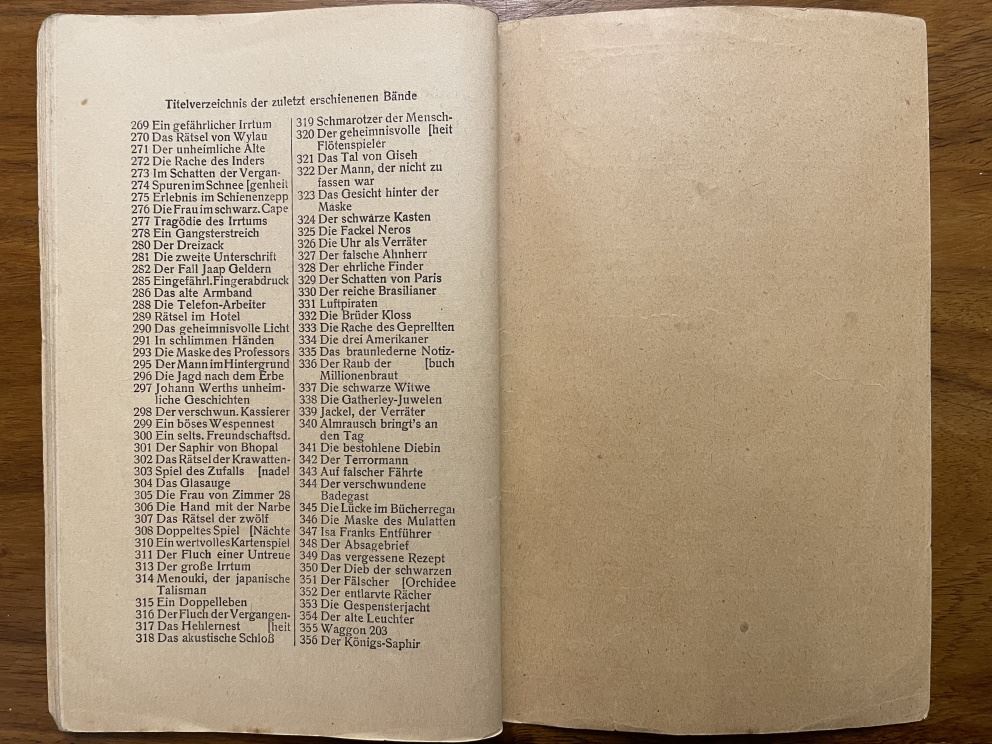 Titelverzeichnis der zuletzt erschienenen Bände
269 Ein gefährlicher Irrtum
270 Das Rätsel von Wylau
271 Der unheimliche Alte
272 Die Rache des Inders
273 Im Schatten der Vergan-
274 Spuren im Schnee [genheit
275 Erlebnis im Schienenzepp
276 Die Frau im schwarz. Cape
277 Tragödie des Irrtums
278 Ein Gangsterstreich
280 Der Dreizack
281 Die zweite Unterschrift
282 Der Fall Jaap Geldern
285 Ein gefährl. Fingerabdruck
286 Das alte Armband
288 Die Telefon-Arbeiter
289 Rätsel im Hotel
290 Das geheimnisvolle Licht
291 In schlimmen Händen
293 Die Maske des Professors
295 Der Mann im Hintergrund
296 Die Jagd nach dem Erbe
297 Johann Werths unheim-
liche Geschichten
298 Der verschwun. Kassierer
299 Ein böses Wespennest
300 Ein selts. Freundschaftsd.
301 Der Saphir von Bhopal
302 Das Rätsel der Krawatten-
303 Spiel des Zufalls [nadel
304 Das Glasauge
305 Die Frau von Zimmer 28
306 Die Hand mit der Narbe
307 Das Rätsel der zwölf
308 Doppeltes Spiel [Nächte
310 Ein wertvolles Kartenspiel
311 Der Fluch einer Untreue
313 Der große Irrtum
314 Menouki, der japanische
Talisman
315 Ein Doppelleben
316 Der Fluch der Vergangen-
317 Das Hehlernest [heit
318 Das akustische Schloß
319 Schmarotzer der Mensch-
320 Der geheimnisvolle [heit
Flötenspieler
321 Das Tal von Giseh
322 Der Mann, der nicht zu
fassen war
323 Das Gesicht hinter der
Maske
324 Der schwarze Kasten
325 Die Fackel Neros
326 Die Uhr als Verräter
327 Der falsche Ahnherr
328 Der ehrliche Finder
329 Der Schatten von Paris
330 Der reiche Brasilianer
331 Luftpiraten
332 Die Brüder Kloss
333 Die Rache des Geprellten
334 Die drei Amerikaner
335 Das braunlederne Notiz-
336 Der Raub der [buch
Millionenbraut
337 Die schwarze Witwe
338 Die Gatherley-Juwelen
339 Jackel, der Verräter
340 Almrausch bringt's an
den Tag
341 Die bestohlene Diebin
342 Der Terrormann
343 Auf falscher Fährte
344 Der verschwundene
Badegast
345 Die Lücke im Bücherregal
346 Die Maske des Mulatten
347 Isa Franks Entführer
348 Der Absagebrief
349 Das vergessene Rezept
350 Der Dieb der schwarzen
351 Der Fälscher [Orchidee
352 Der entlarvte Rächer
353 Die Gespensterjacht
354 Der alte Leuchter
355 Waggon 203
356 Der Königs-Saphir